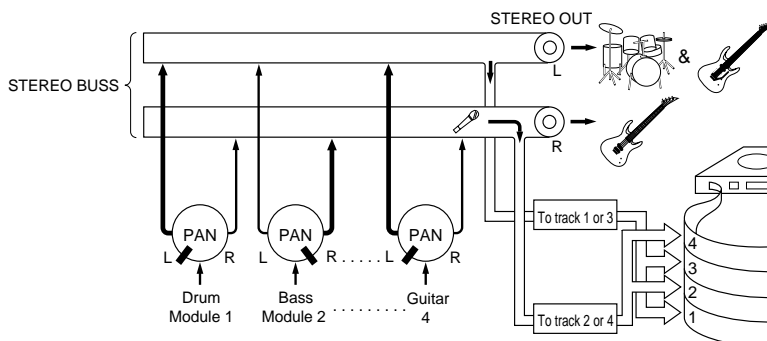 STEREO OUT
&
L
STEREO BUSS
R
PAN PAN PAN
L R L R . . . . . L R
To track 1 or 3
4
3
2
1
Drum
Module 1
Bass
Module 2 . . . . . . . . . Guitar
4
To track 2 or 4